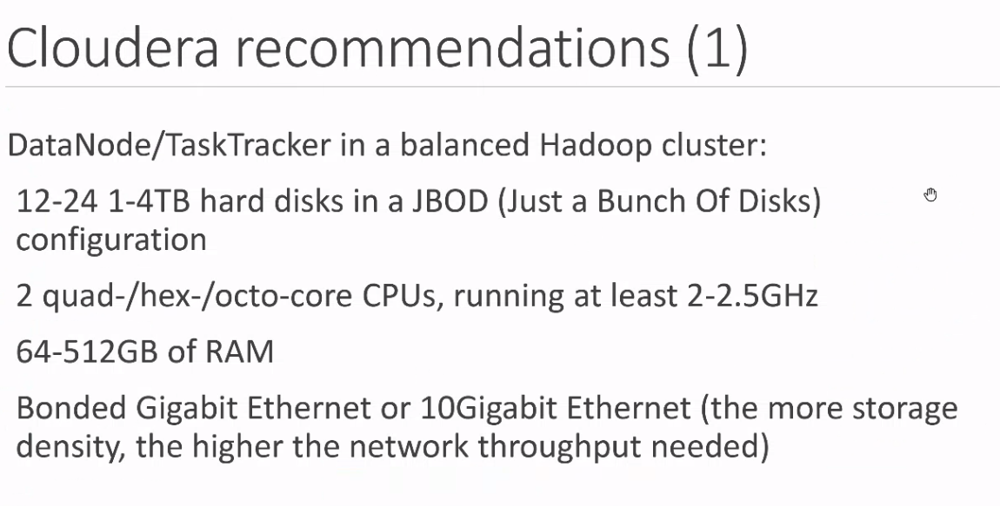 Cloudera recommendations (1)
DataNode/TaskTracker in a balanced Hadoop cluster:
12-24 1-4TB hard disks in a JBOD (Just a Bunch Of Disks)
configuration
2 quad-/hex-/octo-core CPUs, running at least 2-2.5GHz
64-512GB of RAM
Bonded Gigabit Ethernet or 10Gigabit Ethernet (the more storage
density, the higher the network throughput needed)